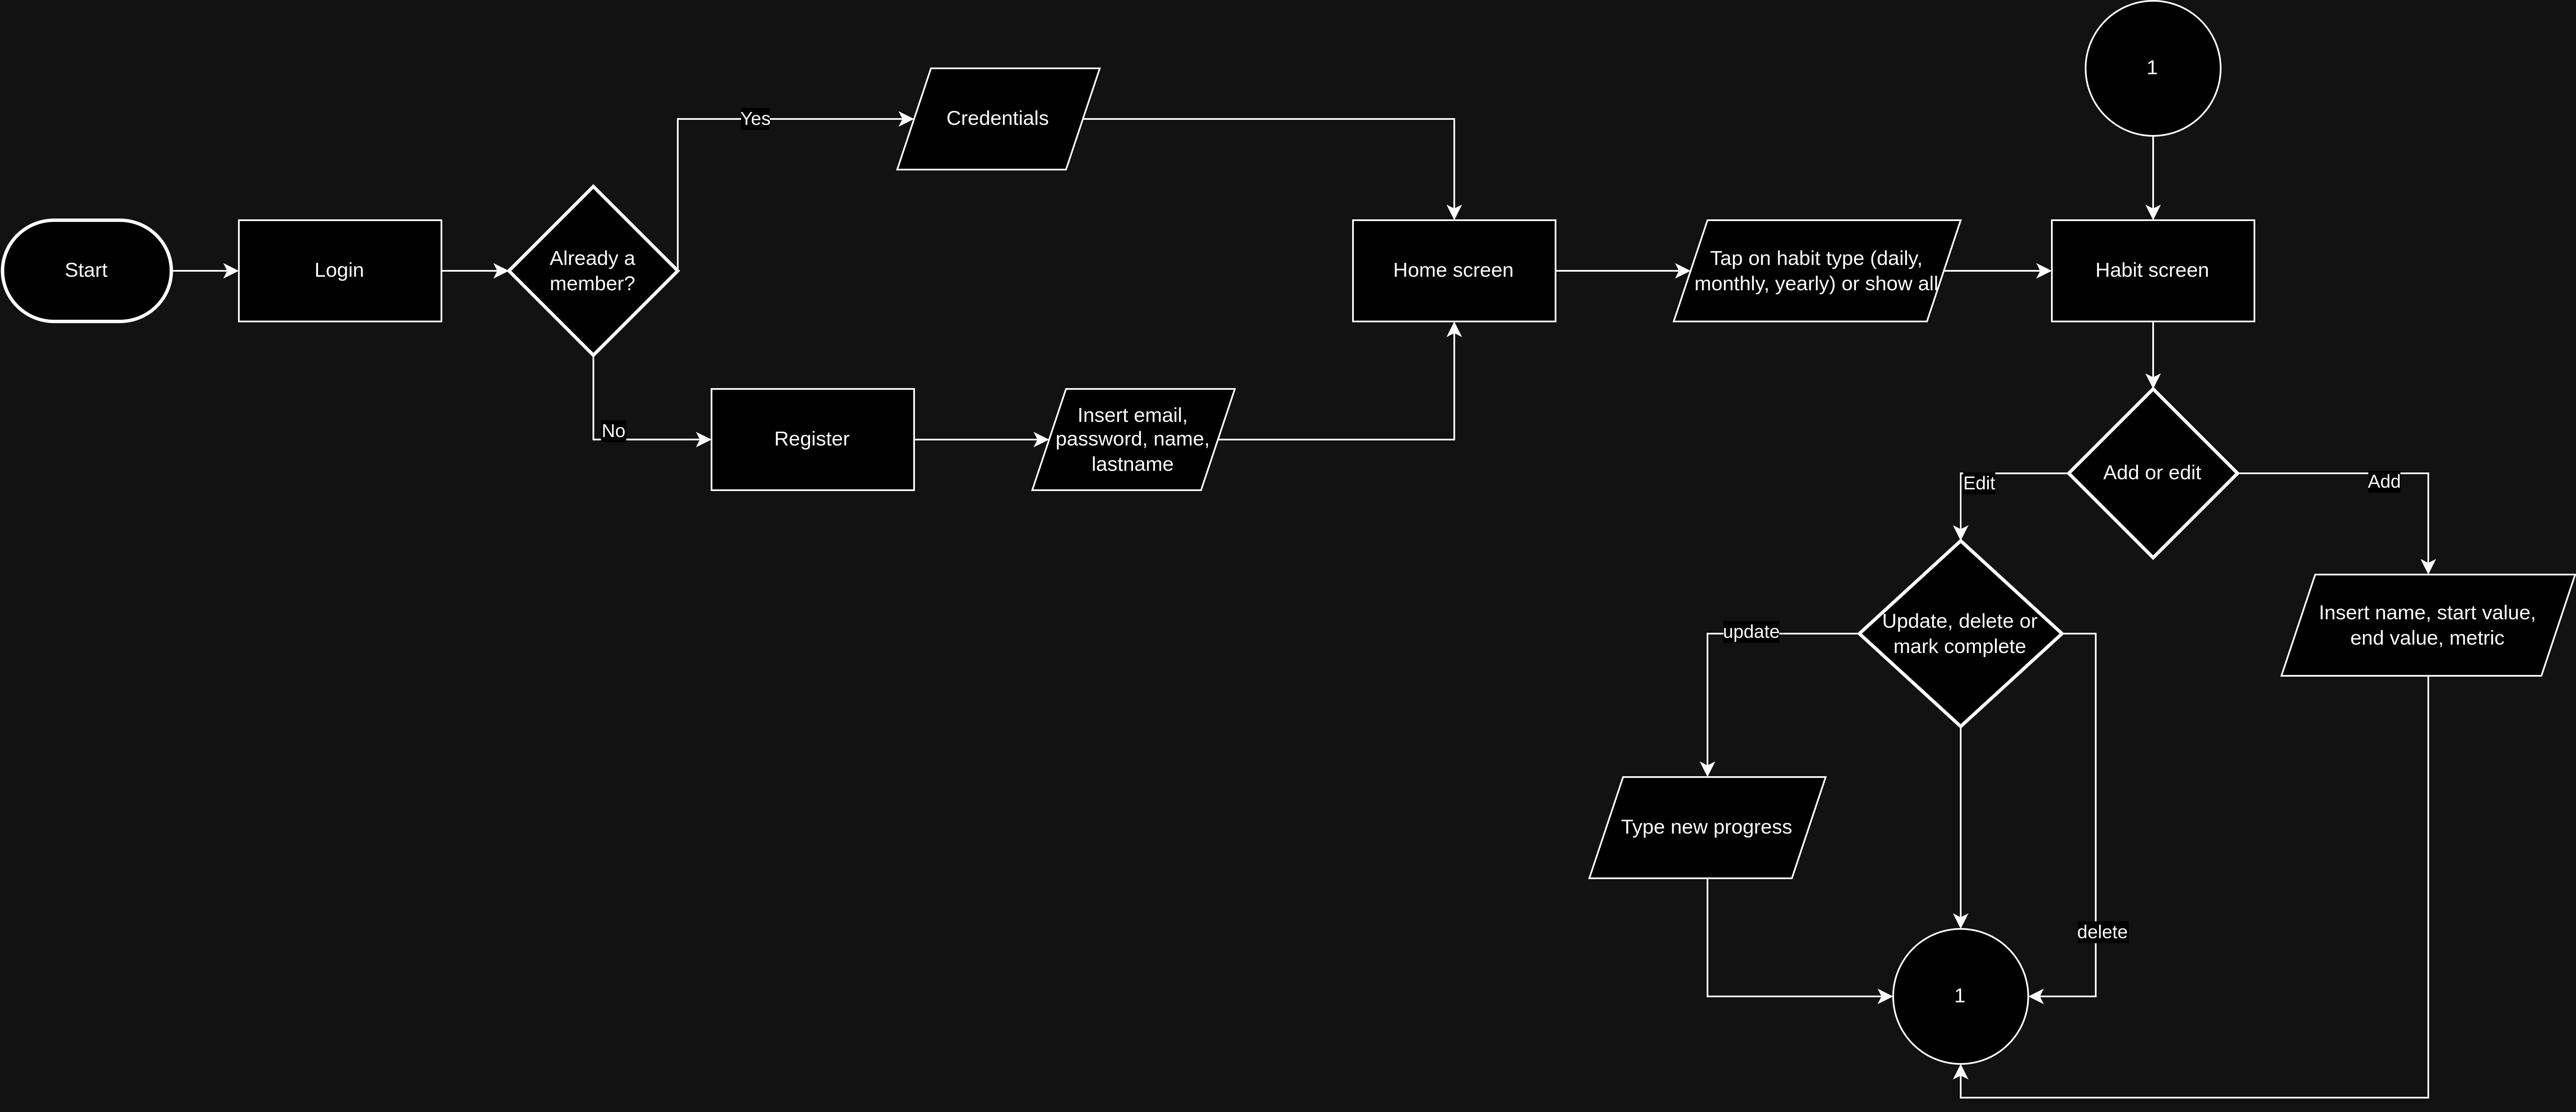 1
Yes
Credentials
Start
Login
Already a
member?
Home screen
Tap on habit type (daily,
monthly, yearly) or show all
Habit screen
No
Register
Insert email,
password, name,
lastname
Add or edit
Edit
Add
Update, delete or
mark complete
update
Insert name, start value,
end value, metric
Type new progress
delete
1